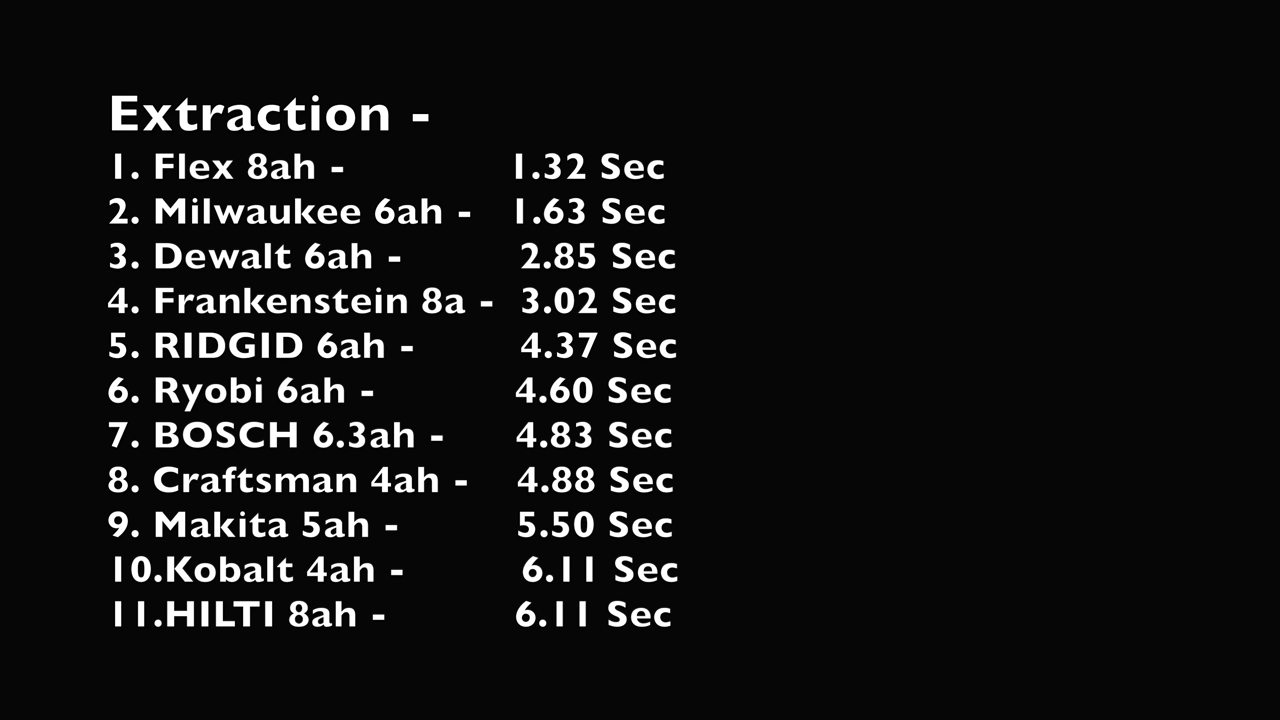 Extraction -
1. Flex 8ah - 1.32 Sec
2. Milwaukee 6ah - 1.63 Sec
3. Dewalt 6ah - 2.85 Sec
4. Frankenstein 8a - 3.02 Sec
5. RIDGID 6ah - 4.37 Sec
6. Ryobi 6ah - 4.60 Sec
7. BOSCH 6.3ah - 4.83 Sec
8. Craftsman 4ah - 4.88 Sec
9. Makita 5ah - 5.50 Sec
10.Kobalt 4ah - 6.11 Sec
11.HILTI 8ah - 6.11 Sec